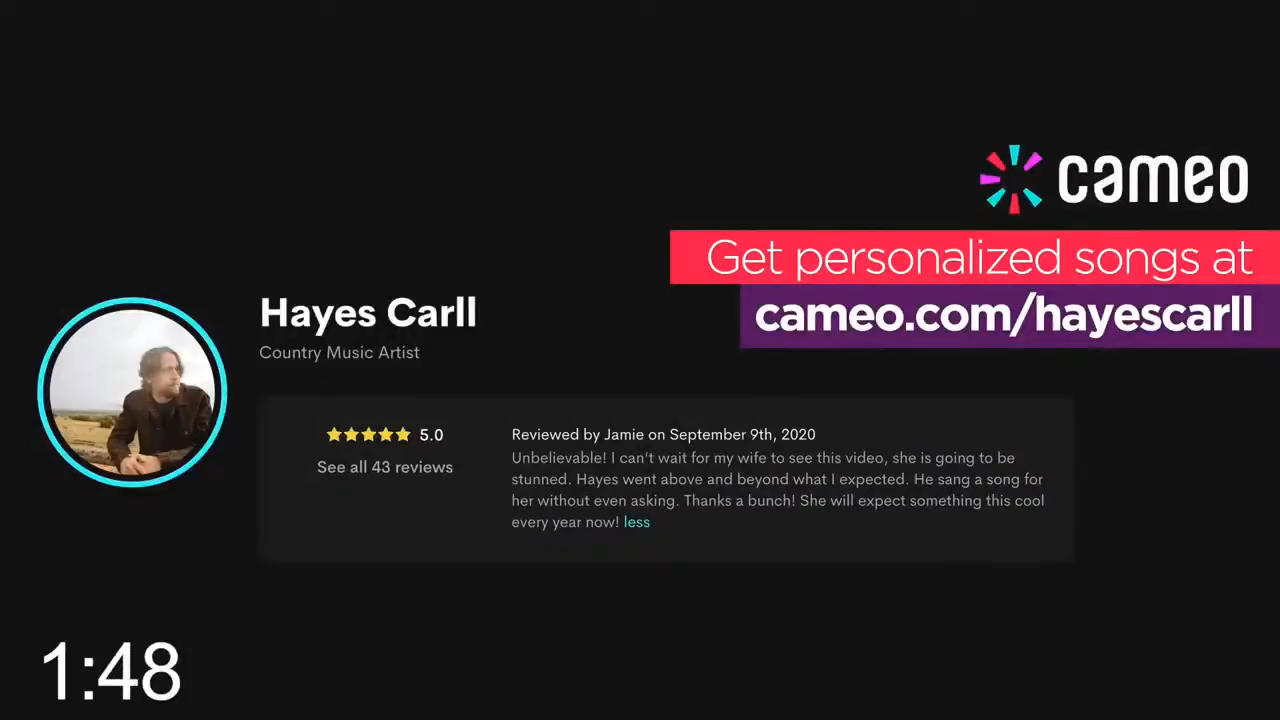 cameo
Get personalized songs at
cameo.com/hayescarll
Hayes Carll
Country Music Artist
5.0
See all 43 reviews
Reviewed by Jamie on September 9th, 2020
Unbelievable! I can't wait for my wife to see this video, she is going to be
stunned. Hayes went above and beyond what I expected. He sang a song for
her without even asking. Thanks a bunch! She will expect something this cool
every year now! less
1:48